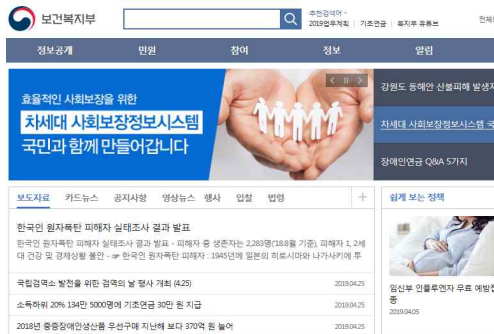 보건복지부
추천검색어
2019업무계획 | 기초연금 | 복지부 유튜브
전체
정보공개 민원 참여 정보 알림
효율적인 사회보장을 위한
차세대 사회보장정보시스템
국민과 함께 만들어갑니다
강원도 동해안 산불피해 발생
차세대 사회보장정보시스템 국
장애인연금 Q&A 5가지
보도자료 카드뉴스 공지사항 영상뉴스 행사 입찰 법령
쉽게 보는 정책
한국인 원자폭탄 피해자 실태조사 결과 발표
한국인 원자폭탄 피해자 실태조사 결과 발표 - 피해자 중 생존자는 2,283명('18.8월 기준), 피해자 1, 2세
대 건강 및 경제상황 불안 - ☞ 한국인 원자폭탄 피해자 : 1945년에 일본의 히로시마와 나가사키에 투
국립검역소 발전을 위한 검역의 날 행사 개최 (4.25) 2019.04.25
소득하위 20% 134만 5000명에 기초연금 30만 원 지급 2019.04.25
2018년 중증장애인생산품 우선구매 지난해 보다 370억 원 늘어 2019.04.25
임신부 인플루엔자 무료 예방접
종
2019.04.05